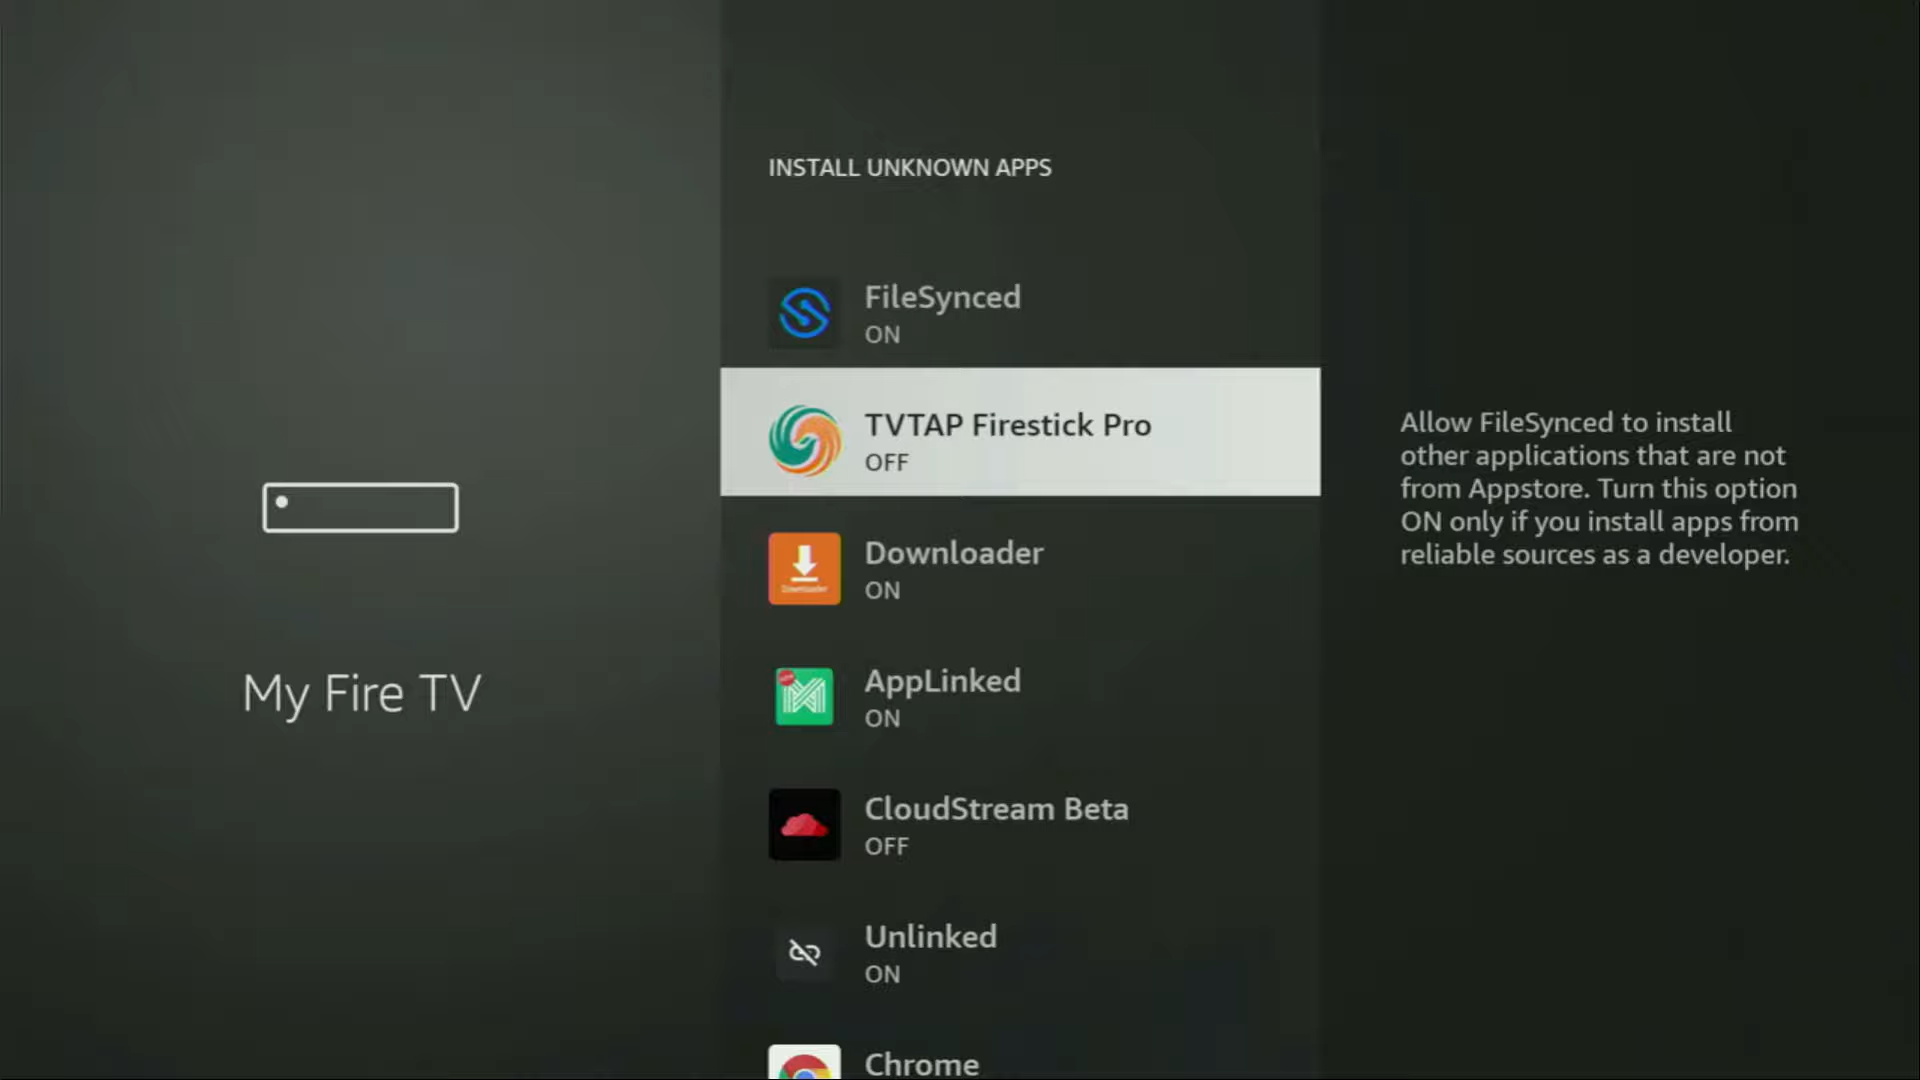 INSTALL UNKNOWN APPS
FileSynced
ON
TVTAP Firestick Pro
OFF
Downloader
ON
AppLinked
ON
CloudStream Beta
OFF
Unlinked
ON
Chrome
My Fire TV
Allow FileSynced to install
other applications that are not
from Appstore. Turn this option
ON only if you install apps from
reliable sources as a developer.